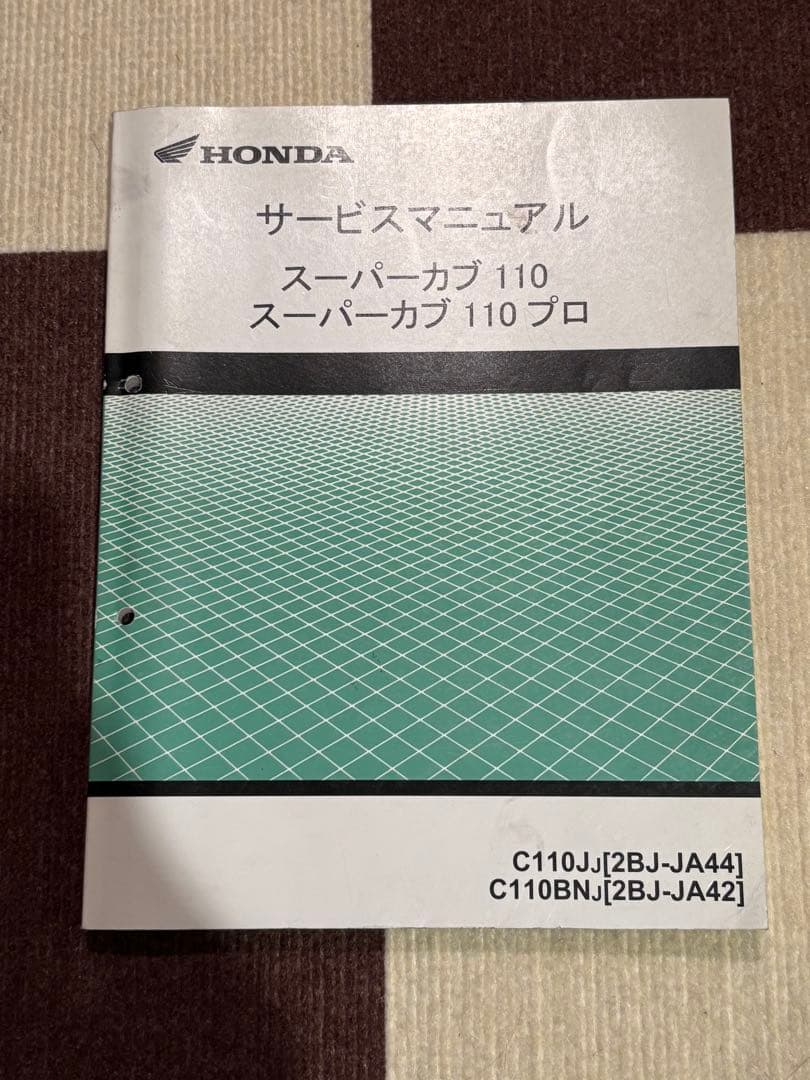 HONDA
サービスマニュアル
スーパーカブ 110
スーパーカブ 110 プロ
C110JJ[2BJ-JA44]
C110BNJ[2BJ-JA42]